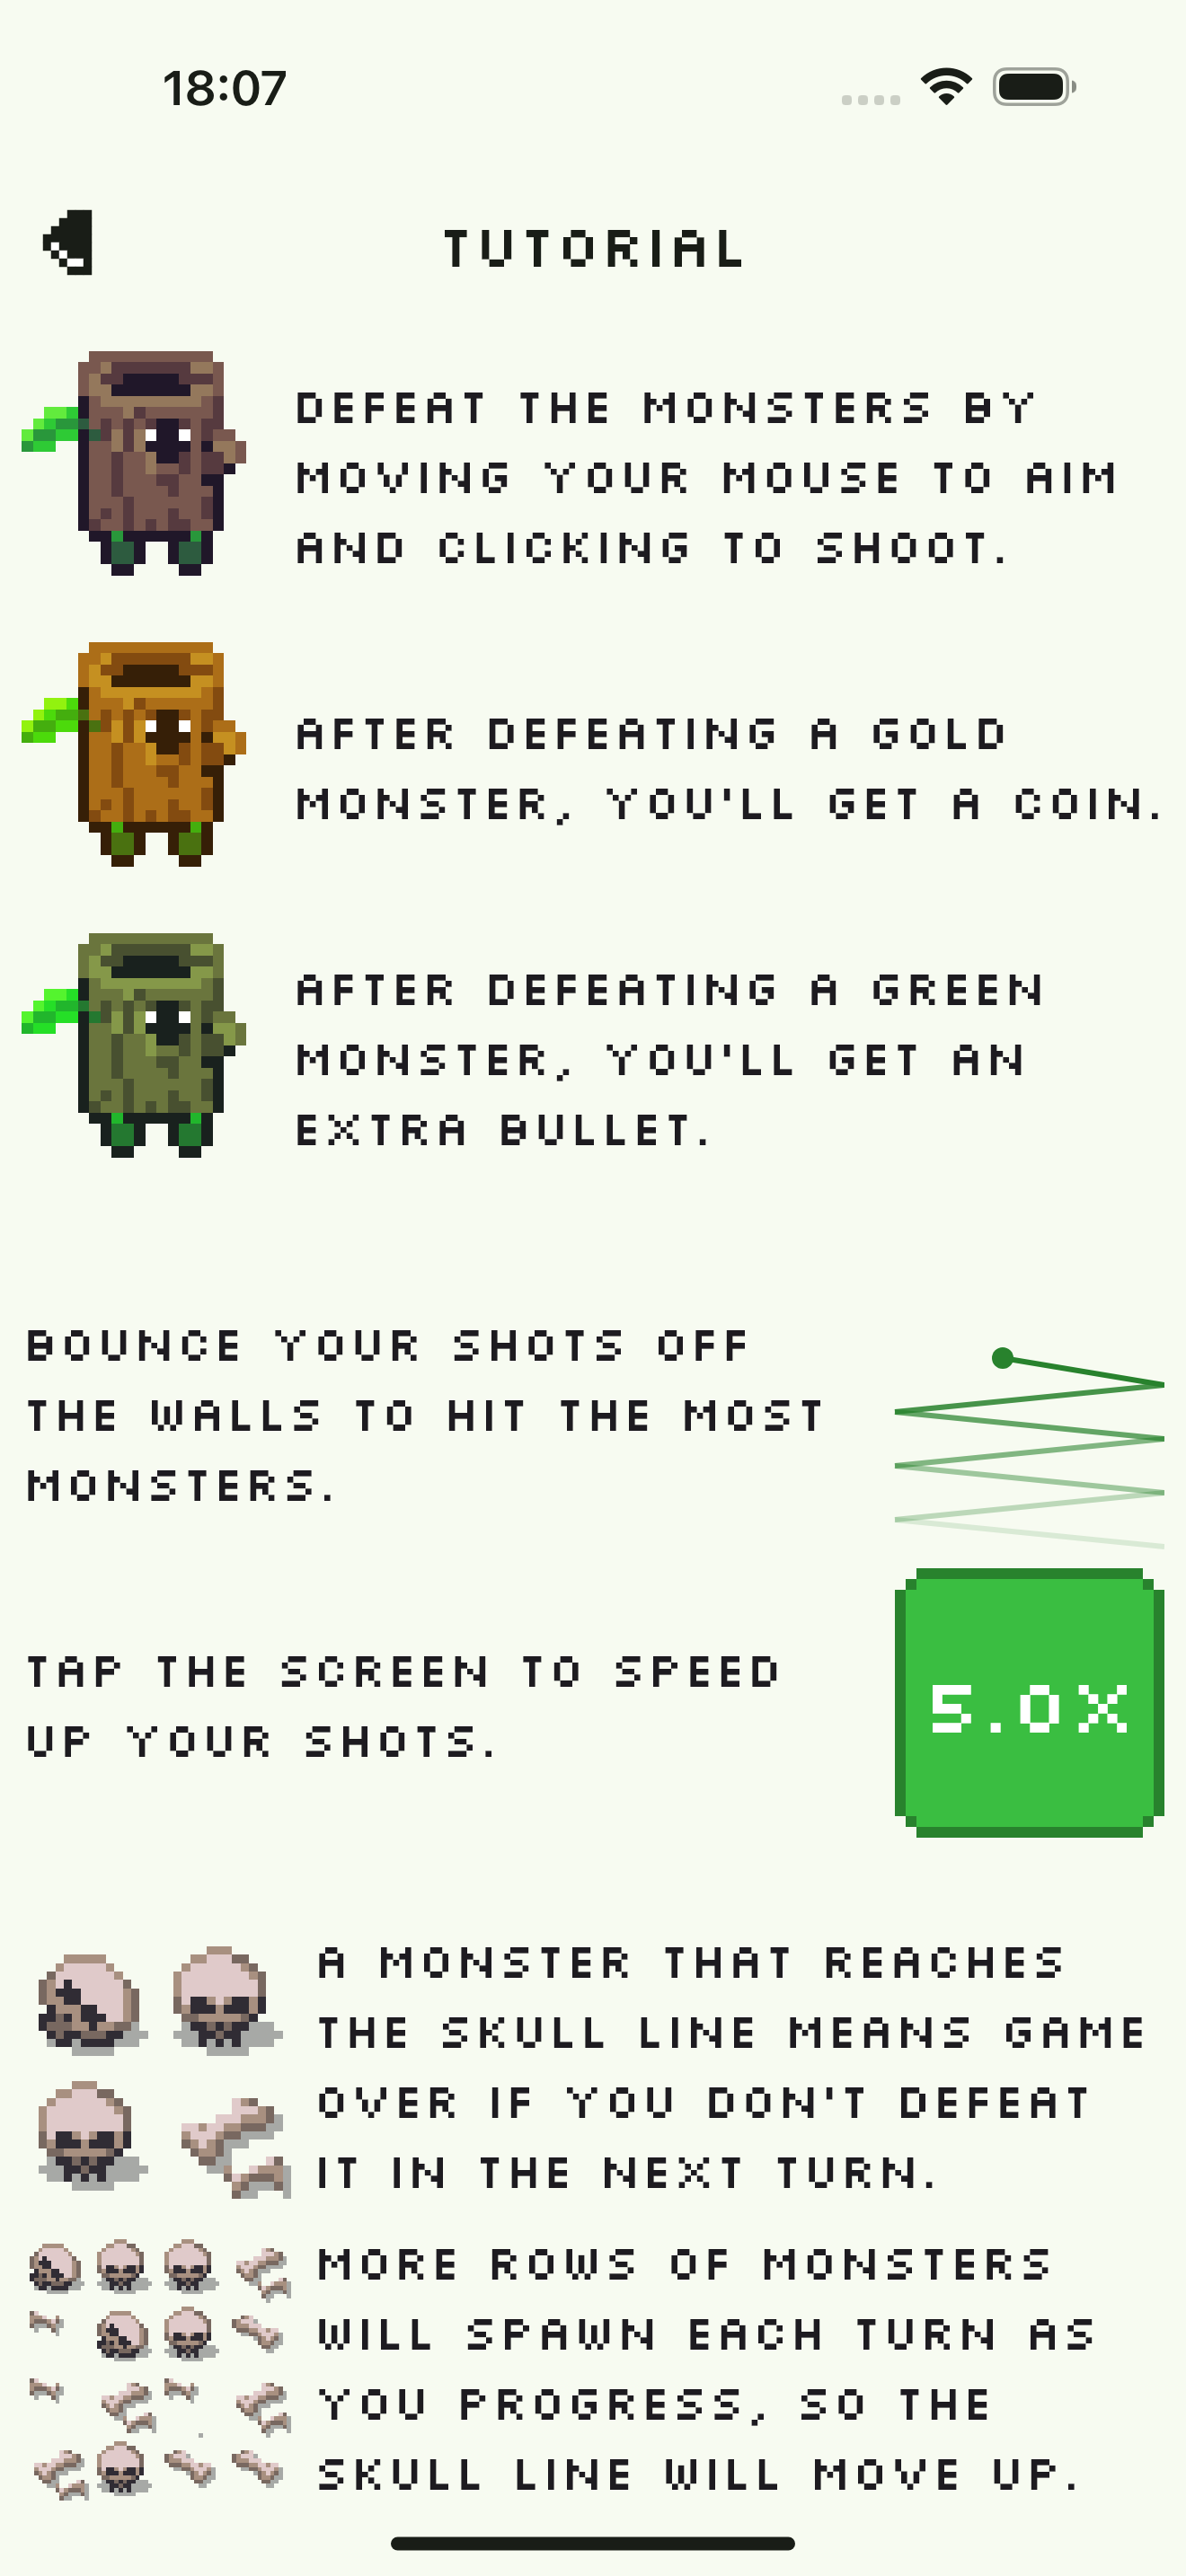 18:07
TUTORIAL
DEFEAT THE MONSTERS BY
MOVING YOUR MOUSE TO AIM
AND CLICKING TO SHOOT.
AFTER DEFEATING A GOLD
MONSTER, YOU'LL GET A COIN.
AFTER DEFEATING A GREEN
MONSTER, YOU'LL GET AN
EXTRA BULLET.
BOUNCE YOUR SHOTS OFF
THE WALLS TO HIT THE MOST
MONSTERS.
TAP THE SCREEN TO SPEED
UP YOUR SHOTS.
5.0X
A MONSTER THAT REACHES
THE SKULL LINE MEANS GAME
OVER IF YOU DON'T DEFEAT
IT IN THE NEXT TURN.
MORE ROWS OF MONSTERS
WILL SPAWN EACH TURN AS
YOU PROGRESS, SO THE
SKULL LINE WILL MOVE UP.